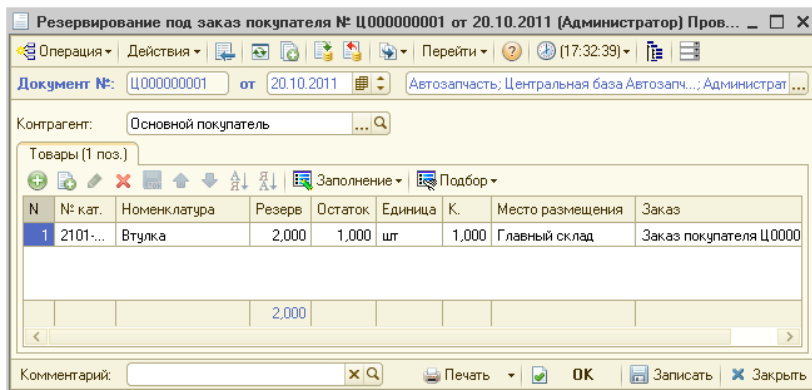 Резервирование под заказ покупателя № Ц000000001 от 20.10.2011 (Администратор) Пров...
Операция Действия Перейти (17:32:39)
Документ №: Ц000000001 от 20.10.2011 Автозапчасть; Центральная база Автозапч...; Администрат ...
Контрагент: Основной покупатель ...
Товары (1 поз.)
Заполнение Подбор
N № кат. Номенклатура Резерв Остаток Единица К. Место размещения Заказ
1 2101-... Втулка 2,000 1,000 шт 1,000 Главный склад Заказ покупателя Ц0000
2,000
Комментарий: Печать OK Записать Закрыть